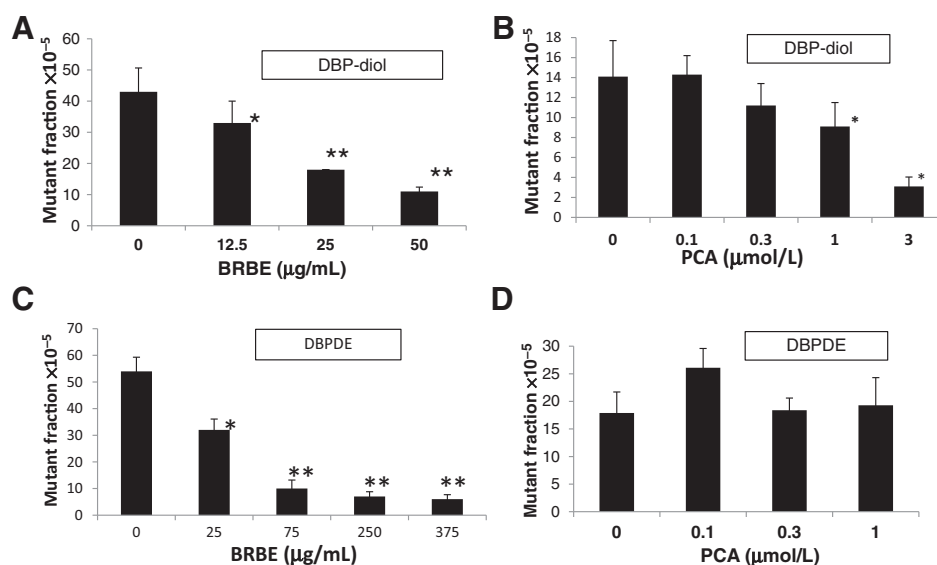 A
Mutant fraction ×10⁻⁵
60
50
40
30
20
10
0
DBP-diol
*
**
**
0 12.5 25 50
BRBE (μg/mL)
B
Mutant fraction ×10⁻⁵
18
16
14
12
10
8
6
4
2
0
DBP-diol
*
*
0 0.1 0.3 1 3
PCA (μmol/L)
C
Mutant fraction ×10⁻⁵
70
60
50
40
30
20
10
0
DBPDE
*
**
**
**
0 25 75 250 375
BRBE (μg/mL)
D
Mutant fraction ×10⁻⁵
30
25
20
15
10
5
0
DBPDE
0 0.1 0.3 1
PCA (μmol/L)